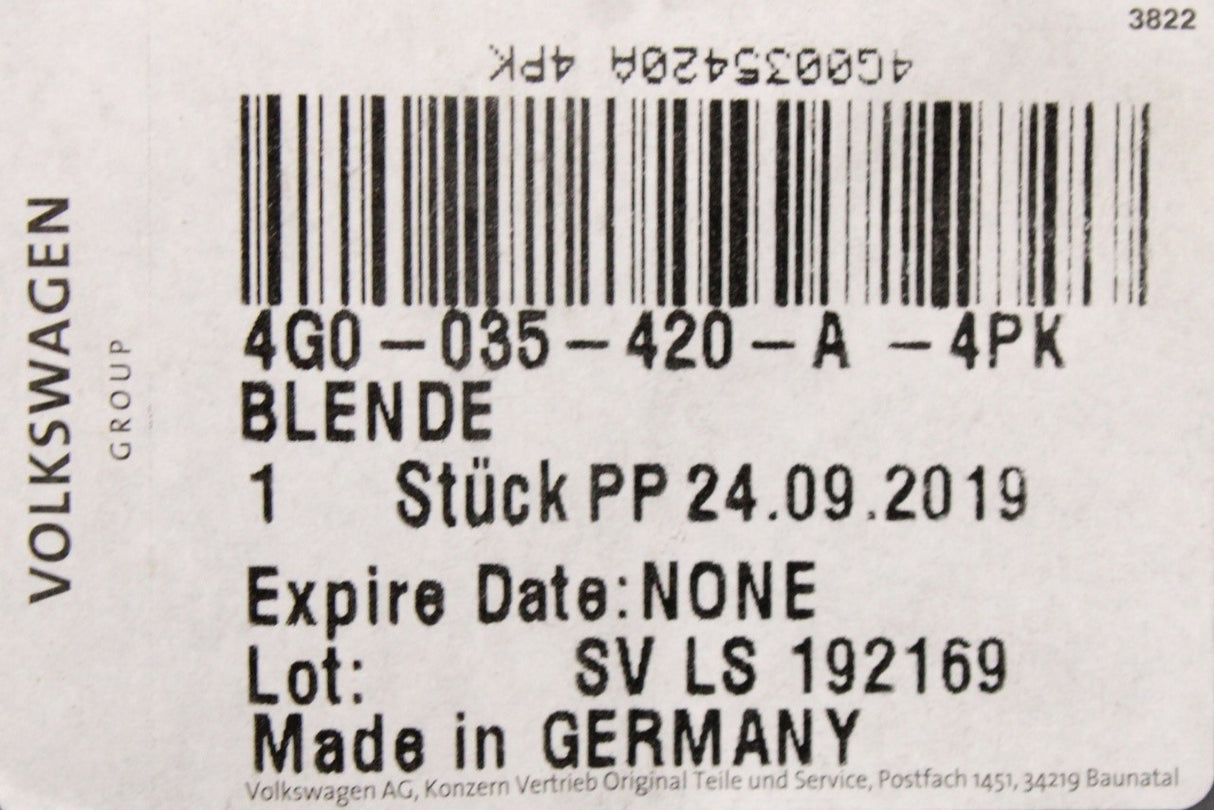 3822
4G0035420A 4PK
4G0-035-420-A -4PK
BLENDE
1 Stück PP 24.09.2019
Expire Date:NONE
Lot: SV LS 192169
Made in GERMANY
Volkswagen AG, Konzern Vertrieb Original Teile und Service, Postfach 1451, 34219 Baunatal
VOLKSWAGEN
GROUP